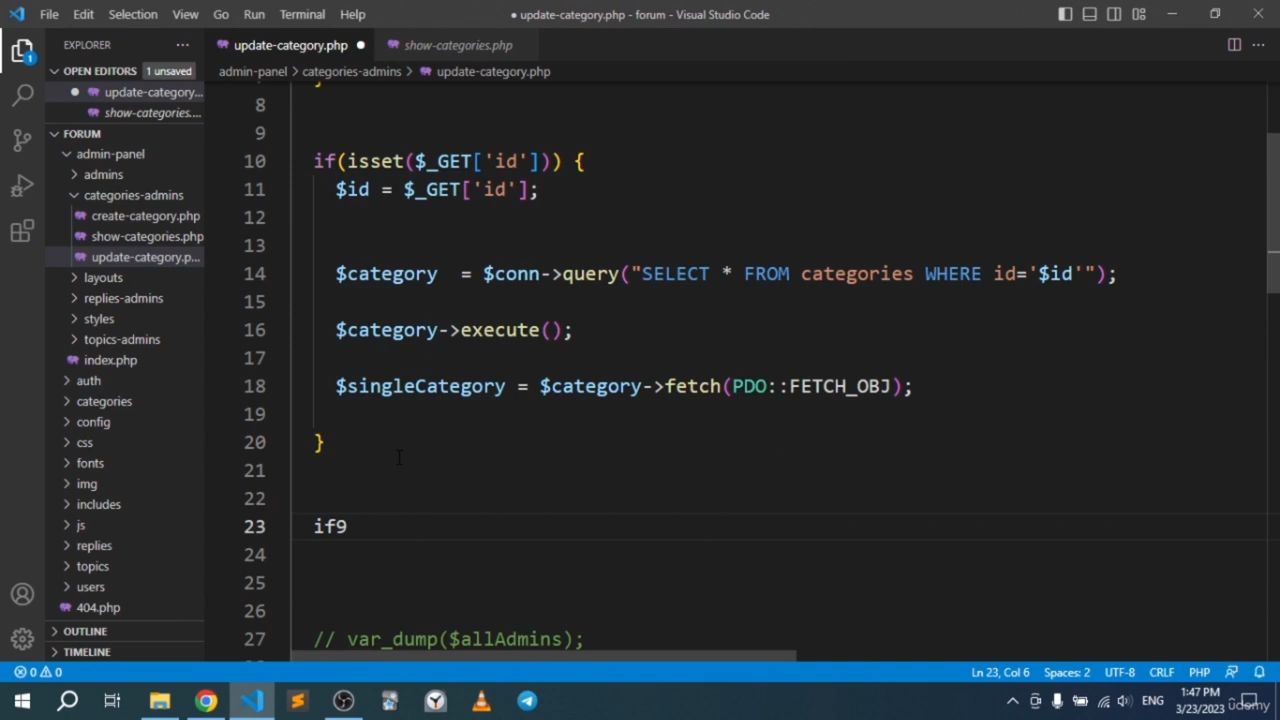 File Edit Selection View Go Run Terminal Help
● update-category.php - forum - Visual Studio Code
EXPLORER
OPEN EDITORS 1 unsaved
update-category....
show-categories....
FORUM
admin-panel
admins
categories-admins
create-category.php
show-categories.php
update-category.p...
layouts
replies-admins
styles
topics-admins
index.php
auth
categories
config
css
fonts
img
includes
js
replies
topics
users
404.php
OUTLINE
TIMELINE
update-category.php show-categories.php
admin-panel > categories-admins > update-category.php
8
9
10 if(isset($_GET['id'])) {
11 $id = $_GET['id'];
12
13
14 $category  = $conn->query("SELECT * FROM categories WHERE id='$id'");
15
16 $category->execute();
17
18 $singleCategory = $category->fetch(PDO::FETCH_OBJ);
19
20 }
21
22
23 if9
24
25
26
27 // var_dump($allAdmins);
0 0 Ln 23, Col 6 Spaces: 2 UTF-8 CRLF PHP
1
ENG 1:47 PM
3/23/2023
udemy